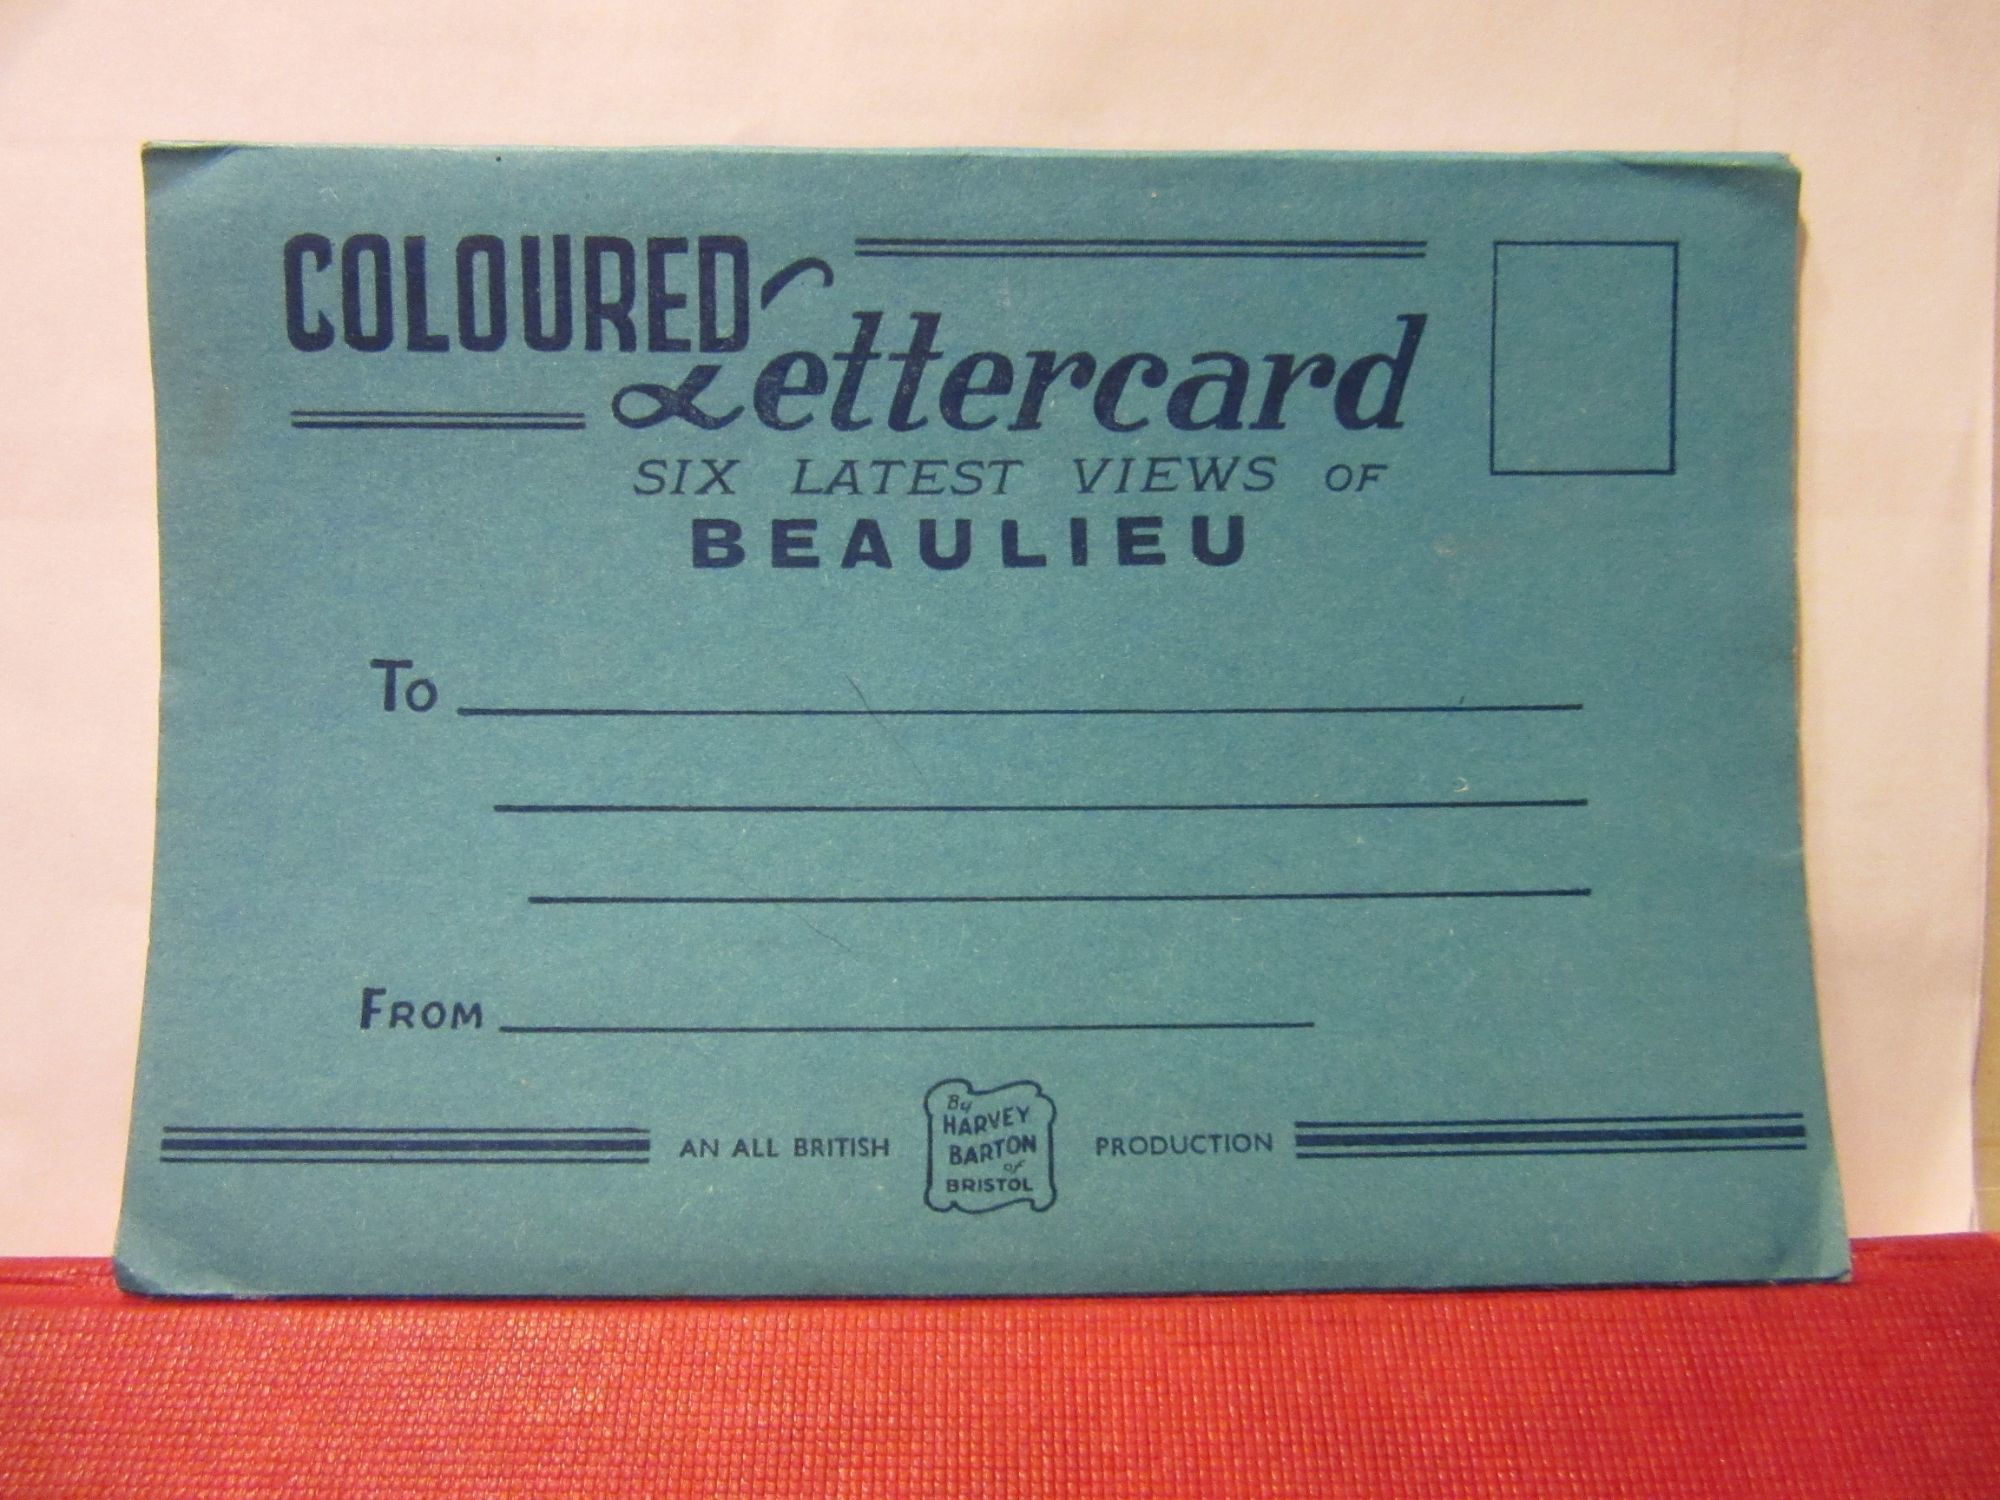 COLOURED
Lettercard
SIX LATEST VIEWS OF
BEAULIEU
To
FROM
AN ALL BRITISH
By
HARVEY
BARTON
of
BRISTOL
PRODUCTION